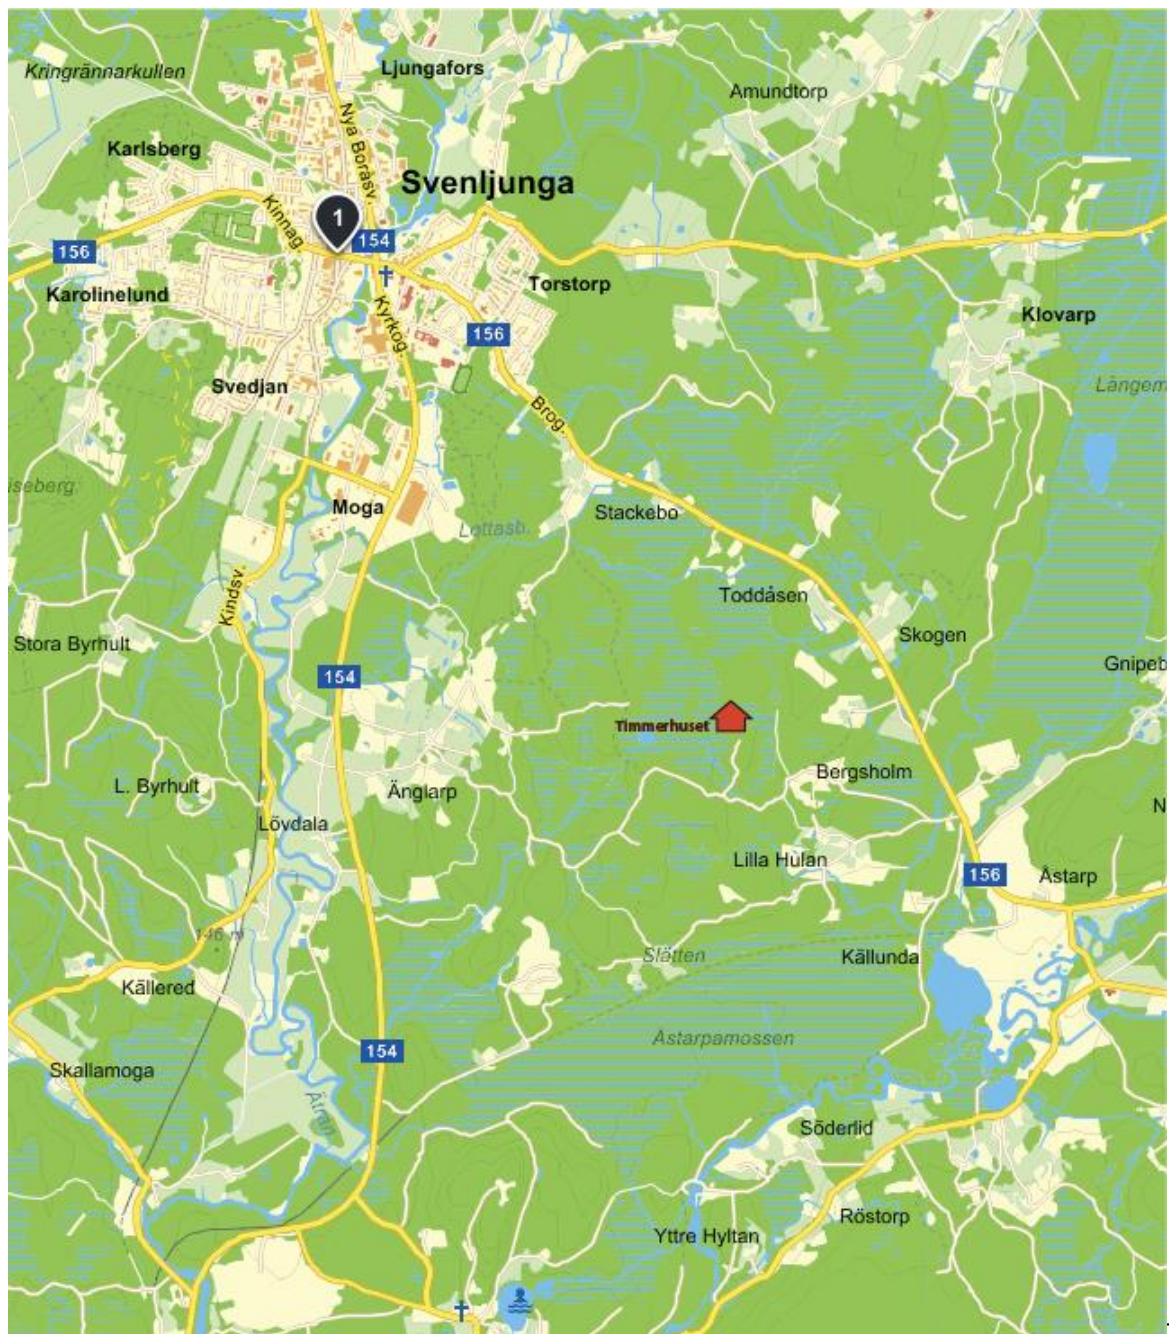 Ljungafors
Kringrännarkullen
Amundtorp
Nya Boråsv.
Karlsberg
Svenljunga
Kinnag.
1
154
156
Torstorp
Karolinelund
Kyrkog.
Klovarp
156
Svedjan
Långem
Brog.
useberg.
Moga
Stackebo
Lottasb.
Kindsv.
Toddåsen
Skogen
Stora Byrhult
Gnipeb
154
Timmerhuset
Bergsholm
L. Byrhult
Änglarp
N
Lövdala
Lilla Hulan
156
Åstarp
146 m
Slätten
Källunda
Källered
Åstarpamossen
154
Skallamoga
Ätran
Söderlid
Röstorp
Yttre Hyltan